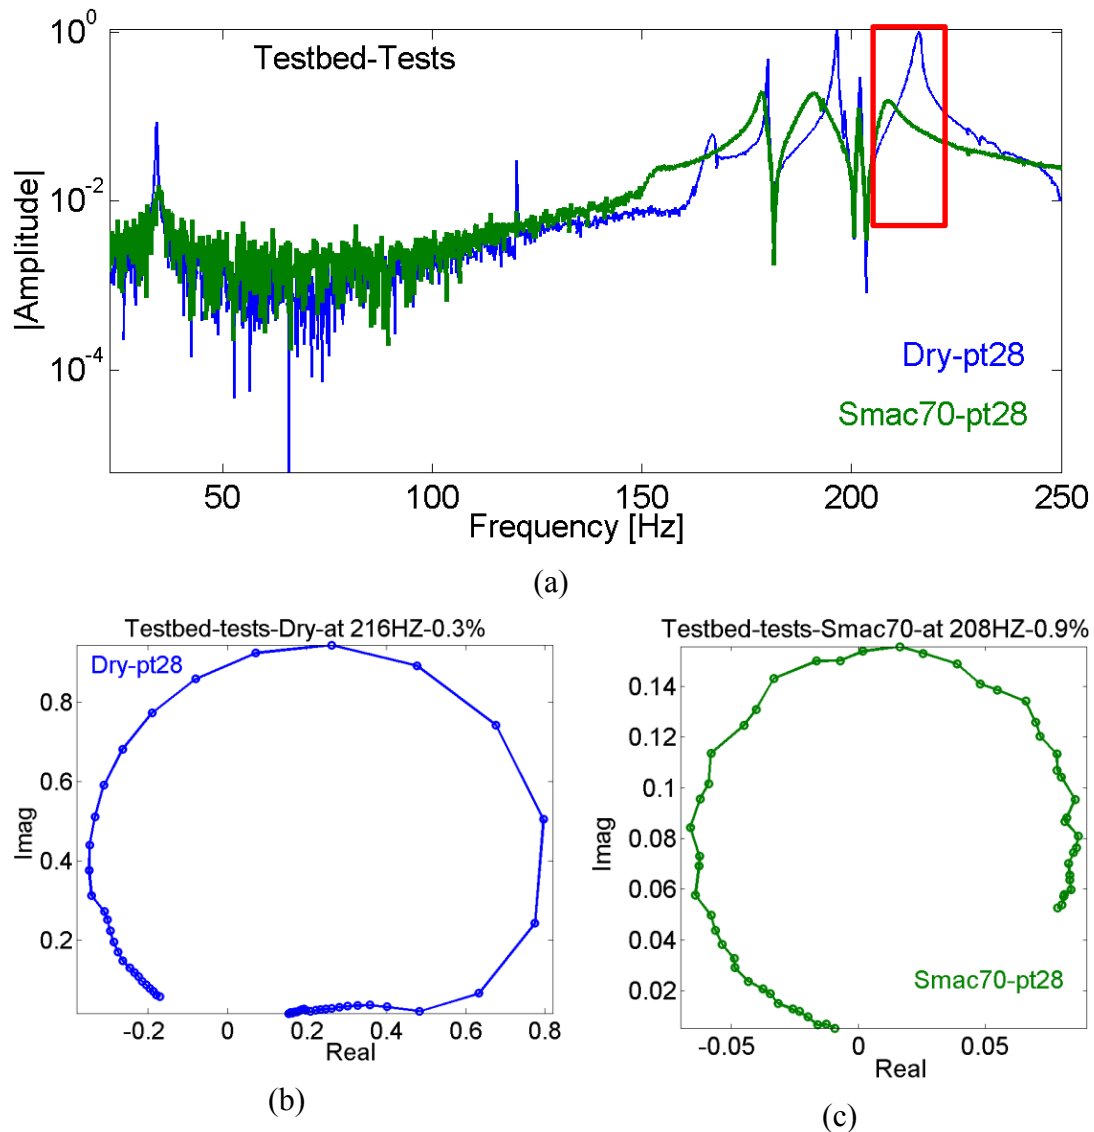 Testbed-Tests
10^0
10^-2
10^-4
|Amplitude|
Dry-pt28
Smac70-pt28
50 100 150 200 250
Frequency [Hz]
(a)
Testbed-tests-Dry-at 216HZ-0.3%
Dry-pt28
0.8
0.6
0.4
0.2
Imag
-0.2 0 0.2 0.4 0.6 0.8
Real
(b)
Testbed-tests-Smac70-at 208HZ-0.9%
0.14
0.12
0.1
0.08
0.06
0.04
0.02
Imag
Smac70-pt28
-0.05 0 0.05
Real
(c)